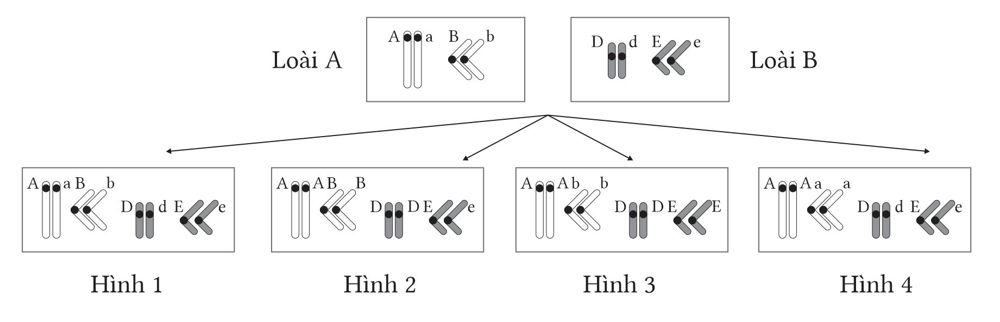 Loài A
A a B b
D d E e
Loài B
A a B b D d E e
A A B B D D E e
A A b b D D E E
A A a a D d E e
Hình 1
Hình 2
Hình 3
Hình 4